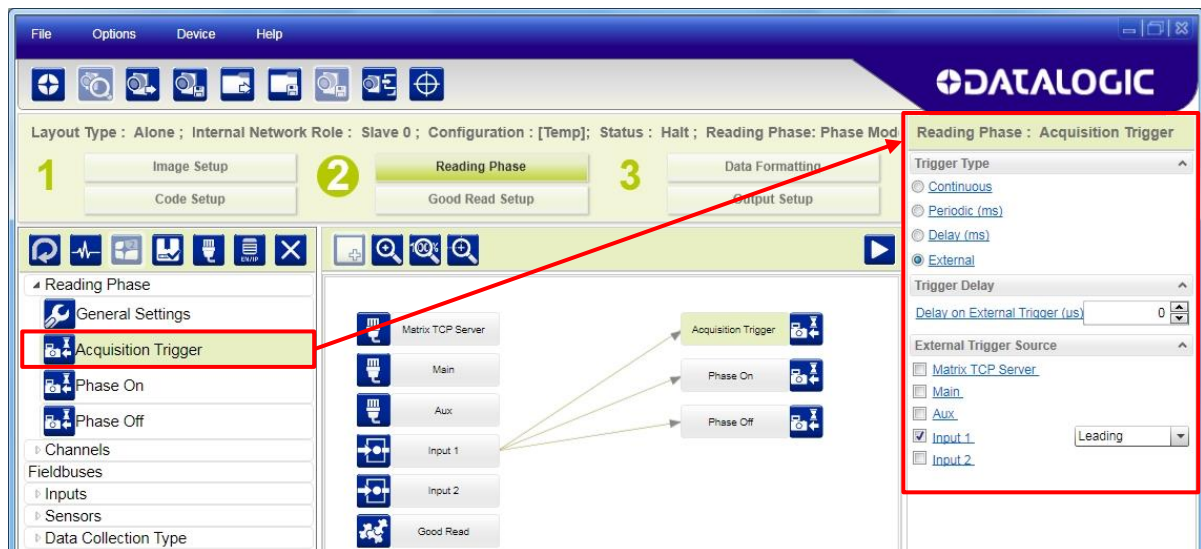 File Options Device Help
DATALOGIC
Layout Type : Alone ; Internal Network Role : Slave 0 ; Configuration : [Temp]; Status : Halt ; Reading Phase: Phase Mod
1
Image Setup
Code Setup
2
Reading Phase
Good Read Setup
3
Data Formatting
Output Setup
EN/IP
100%
Reading Phase
General Settings
Acquisition Trigger
Phase On
Phase Off
Channels
Fieldbuses
Inputs
Sensors
Data Collection Type
Matrix TCP Server
Main
Aux
Input 1
Input 2
Good Read
Acquisition Trigger
Phase On
Phase Off
Reading Phase : Acquisition Trigger
Trigger Type
Continuous
Periodic (ms)
Delay (ms)
External
Trigger Delay
Delay on External Trigger (us) 0
External Trigger Source
Matrix TCP Server
Main
Aux
Input 1 Leading
Input 2